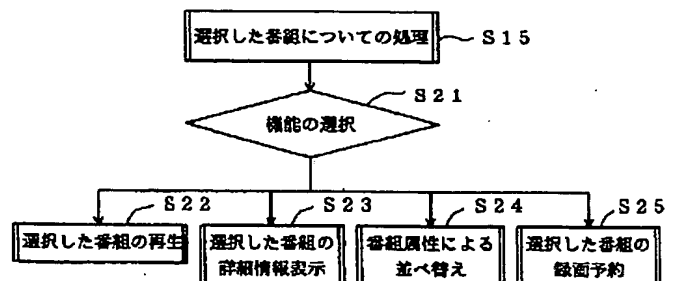 選択した番組についての処理 S15
S21
機能の選択
S22 S23 S24 S25
選択した番組の再生 選択した番組の 番組属性による 選択した番組の
詳細情報表示 並べ替え 録画予約